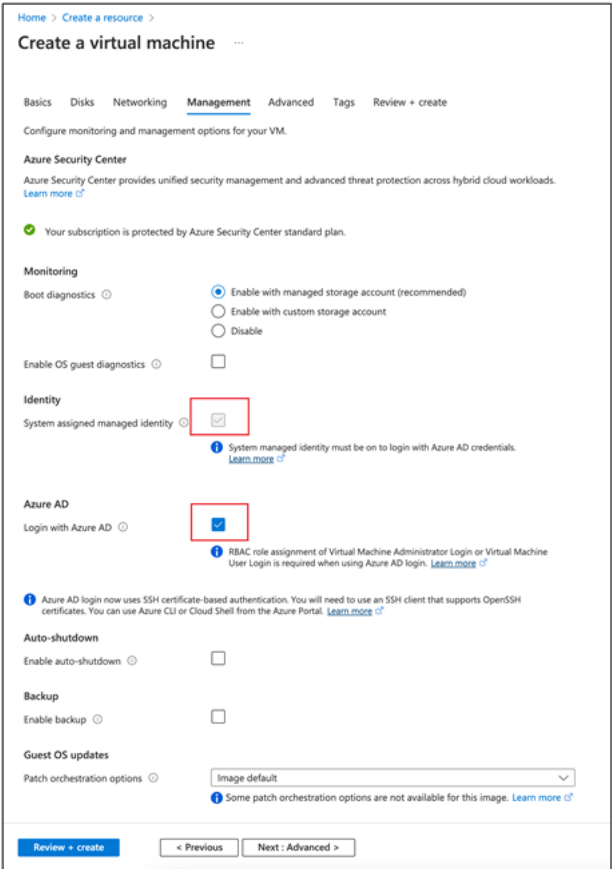 Home > Create a resource >
Create a virtual machine ...
Basics Disks Networking Management Advanced Tags Review + create
Configure monitoring and management options for your VM.
Azure Security Center
Azure Security Center provides unified security management and advanced threat protection across hybrid cloud workloads.
Learn more
Your subscription is protected by Azure Security Center standard plan.
Monitoring
Boot diagnostics
Enable with managed storage account (recommended)
Enable with custom storage account
Disable
Enable OS guest diagnostics
Identity
System assigned managed identity
System managed identity must be on to login with Azure AD credentials.
Learn more
Azure AD
Login with Azure AD
RBAC role assignment of Virtual Machine Administrator Login or Virtual Machine
User Login is required when using Azure AD login. Learn more
Azure AD login now uses SSH certificate-based authentication. You will need to use an SSH client that supports OpenSSH
certificates. You can use Azure CLI or Cloud Shell from the Azure Portal. Learn more
Auto-shutdown
Enable auto-shutdown
Backup
Enable backup
Guest OS updates
Patch orchestration options
Image default
Some patch orchestration options are not available for this image. Learn more
Review + create < Previous Next : Advanced >